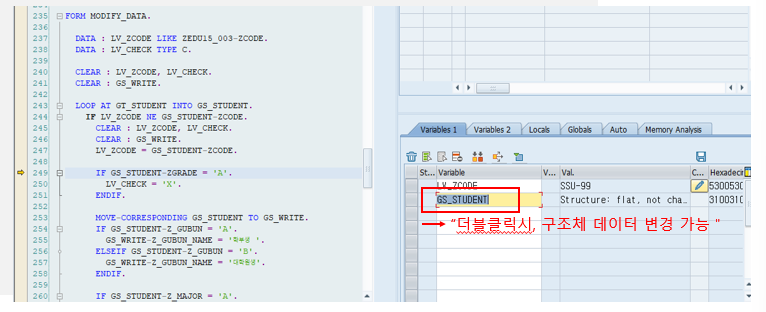 235 FORM MODIFY_DATA.
236
237 DATA : LV_ZCODE LIKE ZEDU15_003-ZCODE.
238 DATA : LV_CHECK TYPE C.
239
240 CLEAR : LV_ZCODE, LV_CHECK.
241 CLEAR : GS_WRITE.
242
243 LOOP AT GT_STUDENT INTO GS_STUDENT.
244 IF LV_ZCODE NE GS_STUDENT-ZCODE.
245 CLEAR : LV_ZCODE, LV_CHECK.
246 CLEAR : GS_WRITE.
247 LV_ZCODE = GS_STUDENT-ZCODE.
248
249 IF GS_STUDENT-ZGRADE = 'A'.
250 LV_CHECK = 'X'.
251 ENDIF.
252
253 MOVE-CORRESPONDING GS_STUDENT TO GS_WRITE.
254 IF GS_STUDENT-Z_GUBUN = 'A'.
255 GS_WRITE-Z_GUBUN_NAME = '학부생 '.
256 ELSEIF GS_STUDENT-Z_GUBUN = 'B'.
257 GS_WRITE-Z_GUBUN_NAME = '대학원생'.
258 ENDIF.
259
260 IF GS_STUDENT-Z_MAJOR = 'A'.
Variables 1 Variables 2 Locals Globals Auto Memory Analysis
St... Variable V... Val. C... Hexadecin
LV_ZCODE SSU-99 5300530
GS_STUDENT Structure: flat, not cha... 3100310
"더블클릭시, 구조체 데이터 변경 가능 "